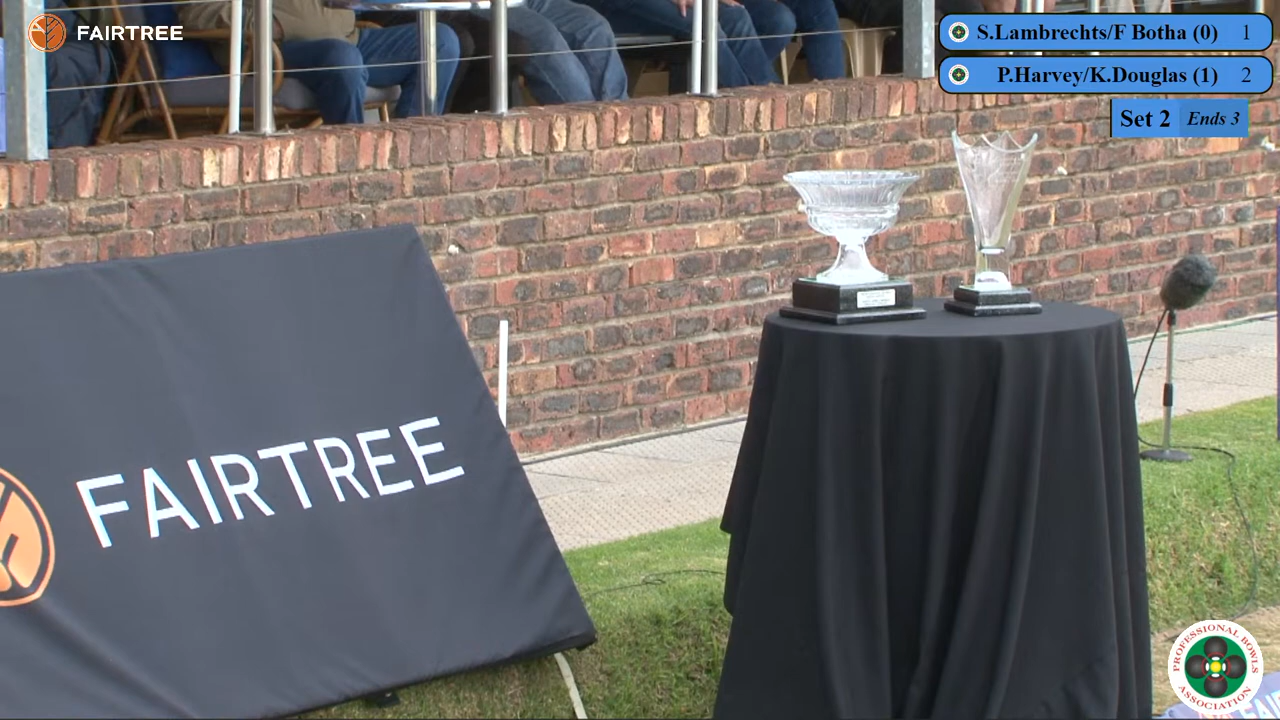 FAIRTREE
S.Lambrechts/F Botha (0) 1
P.Harvey/K.Douglas (1) 2
Set 2 Ends 3
FAIRTREE
PROFESSIONAL BOWLS ASSOCIATION